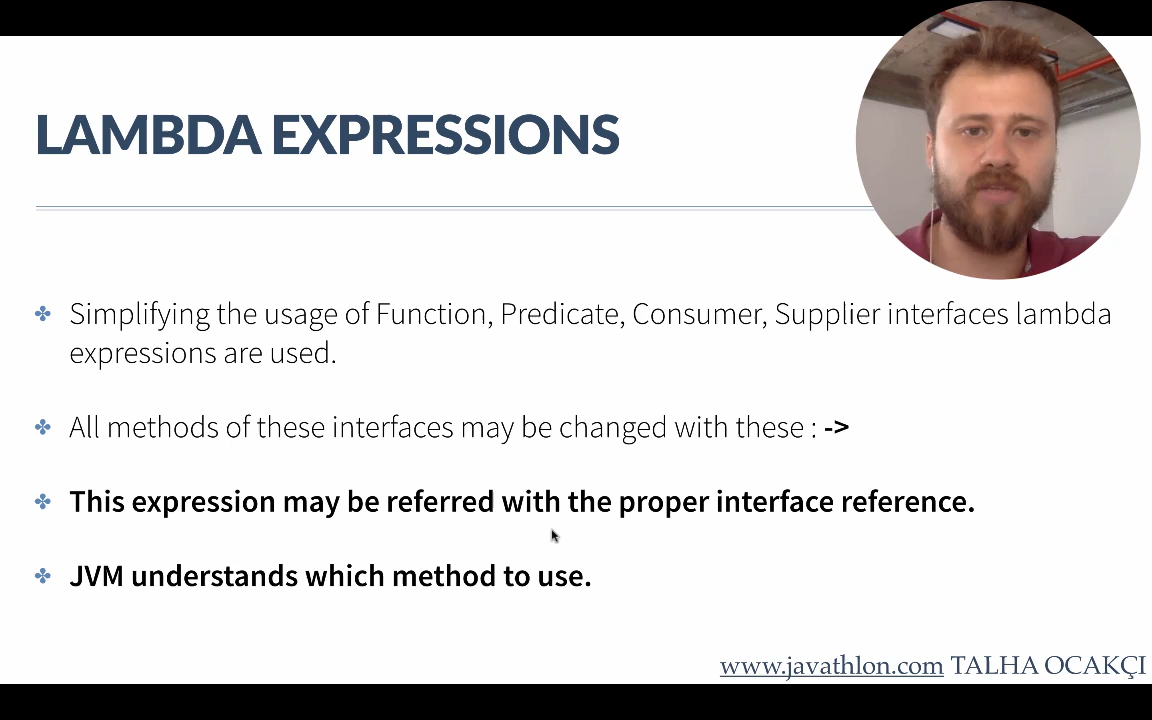 LAMBDA EXPRESSIONS
Simplifying the usage of Function, Predicate, Consumer, Supplier interfaces lambda
expressions are used.
All methods of these interfaces may be changed with these : ->
This expression may be referred with the proper interface reference.
JVM understands which method to use.
www.javathlon.com TALHA OCAKÇI